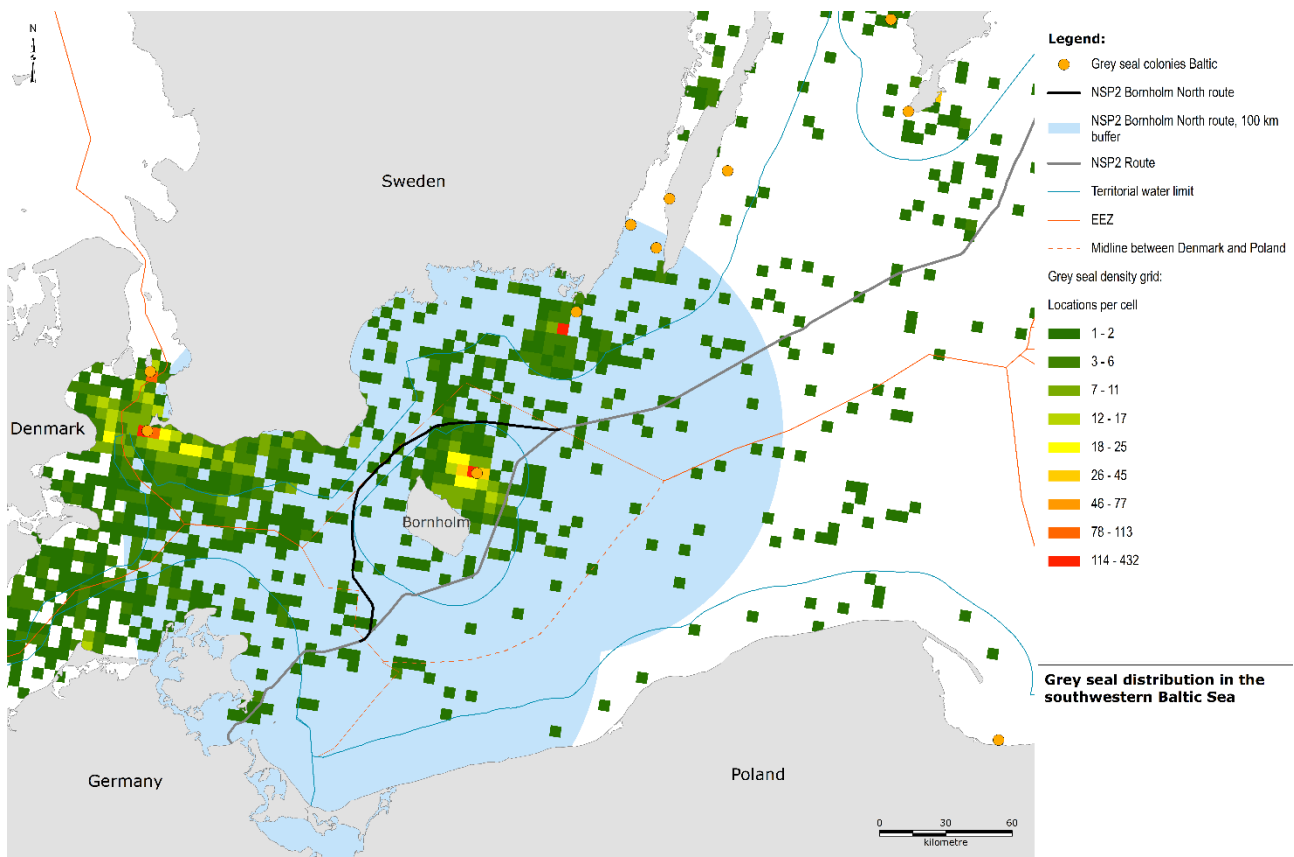 N
Sweden
Denmark
Bornholm
Germany
Poland
0 30 60
kilometre
Legend:
Grey seal colonies Baltic
NSP2 Bornholm North route
NSP2 Bornholm North route, 100 km
buffer
NSP2 Route
Territorial water limit
EEZ
Midline between Denmark and Poland
Grey seal density grid:
Locations per cell
1 - 2
3 - 6
7 - 11
12 - 17
18 - 25
26 - 45
46 - 77
78 - 113
114 - 432
Grey seal distribution in the
southwestern Baltic Sea